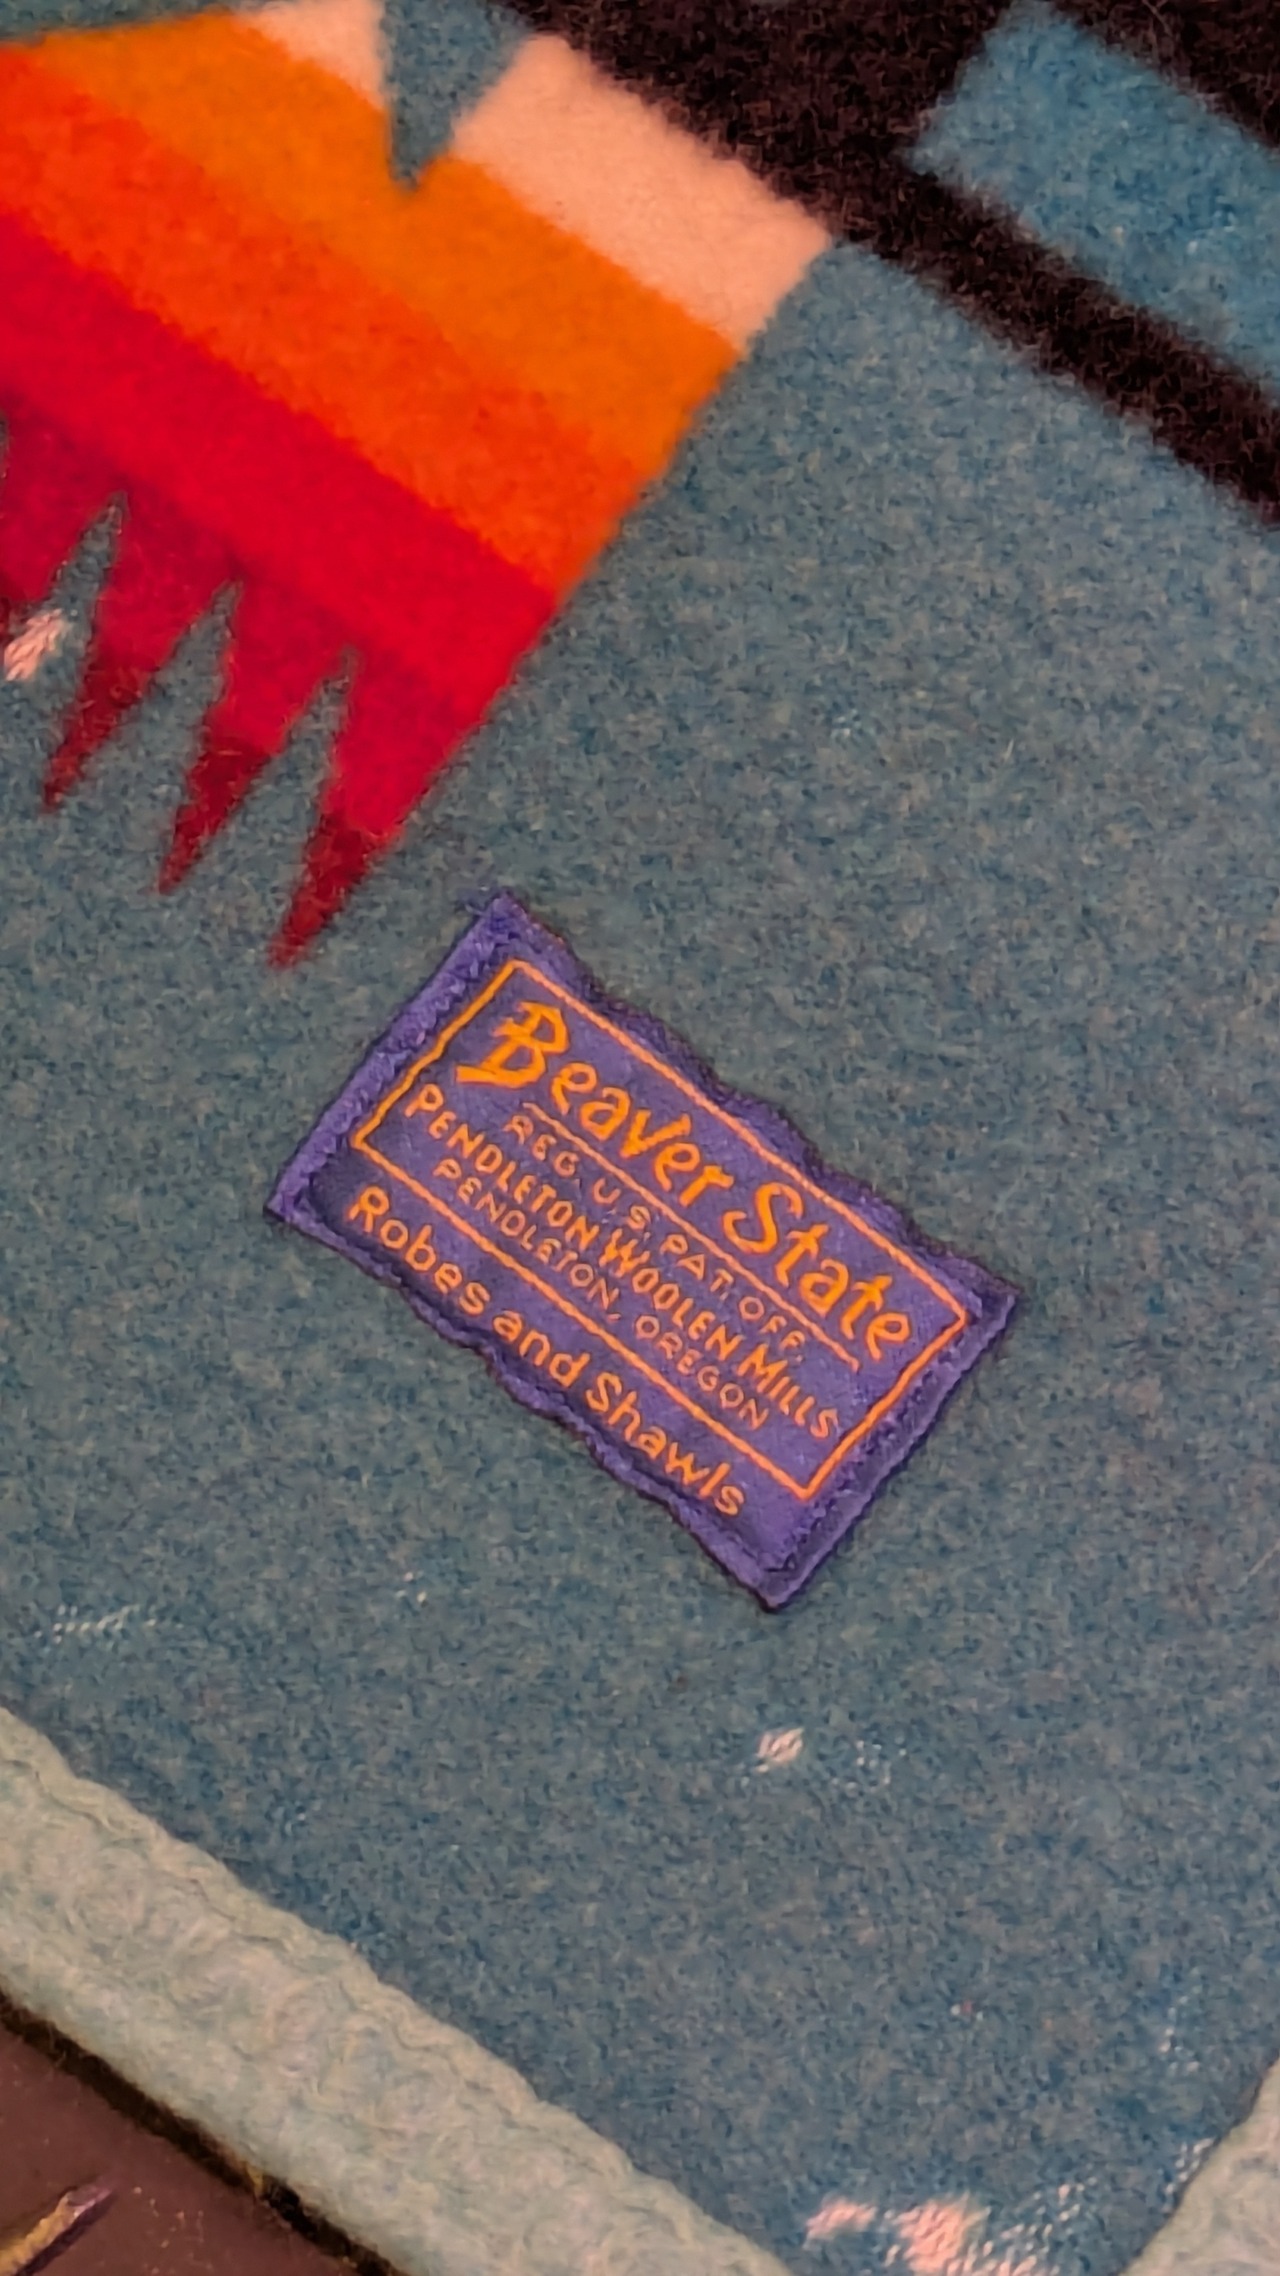 Beaver State
REG. U.S. PAT. OFF.
PENDLETON WOOLEN MILLS
PENDLETON, OREGON
Robes and Shawls